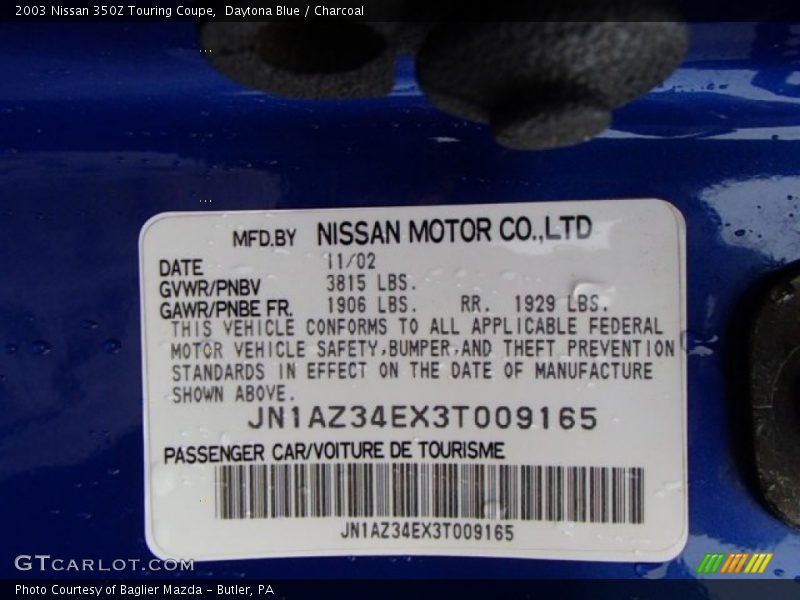 2003 Nissan 350Z Touring Coupe,  Daytona Blue / Charcoal
MFD.BY NISSAN MOTOR CO.,LTD
DATE 11/02
GVWR/PNBV 3815 LBS.
GAWR/PNBE FR. 1906 LBS. RR. 1929 LBS.
THIS VEHICLE CONFORMS TO ALL APPLICABLE FEDERAL
MOTOR VEHICLE SAFETY,BUMPER,AND THEFT PREVENTION
STANDARDS IN EFFECT ON THE DATE OF MANUFACTURE
SHOWN ABOVE.
JN1AZ34EX3T009165
PASSENGER CAR/VOITURE DE TOURISME
JN1AZ34EX3T009165
GTCARLOT.COM
Photo Courtesy of Baglier Mazda - Butler, PA